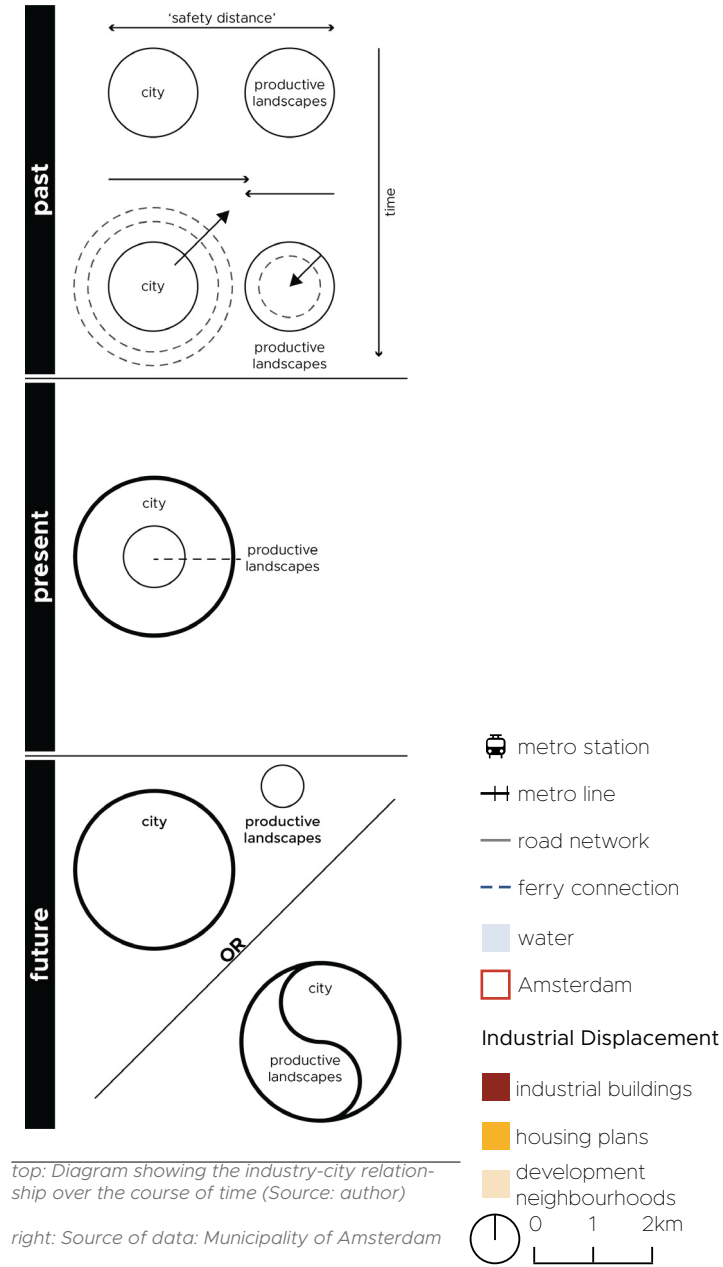 past
'safety distance'
city
productive
landscapes
time
city
productive
landscapes
present
city
productive
landscapes
future
city
productive
landscapes
OR
city
productive
landscapes
top: Diagram showing the industry-city relation-
ship over the course of time (Source: author)
right: Source of data: Municipality of Amsterdam
metro station
metro line
road network
ferry connection
water
Amsterdam
Industrial Displacement
industrial buildings
housing plans
development
neighbourhoods
0 1 2km